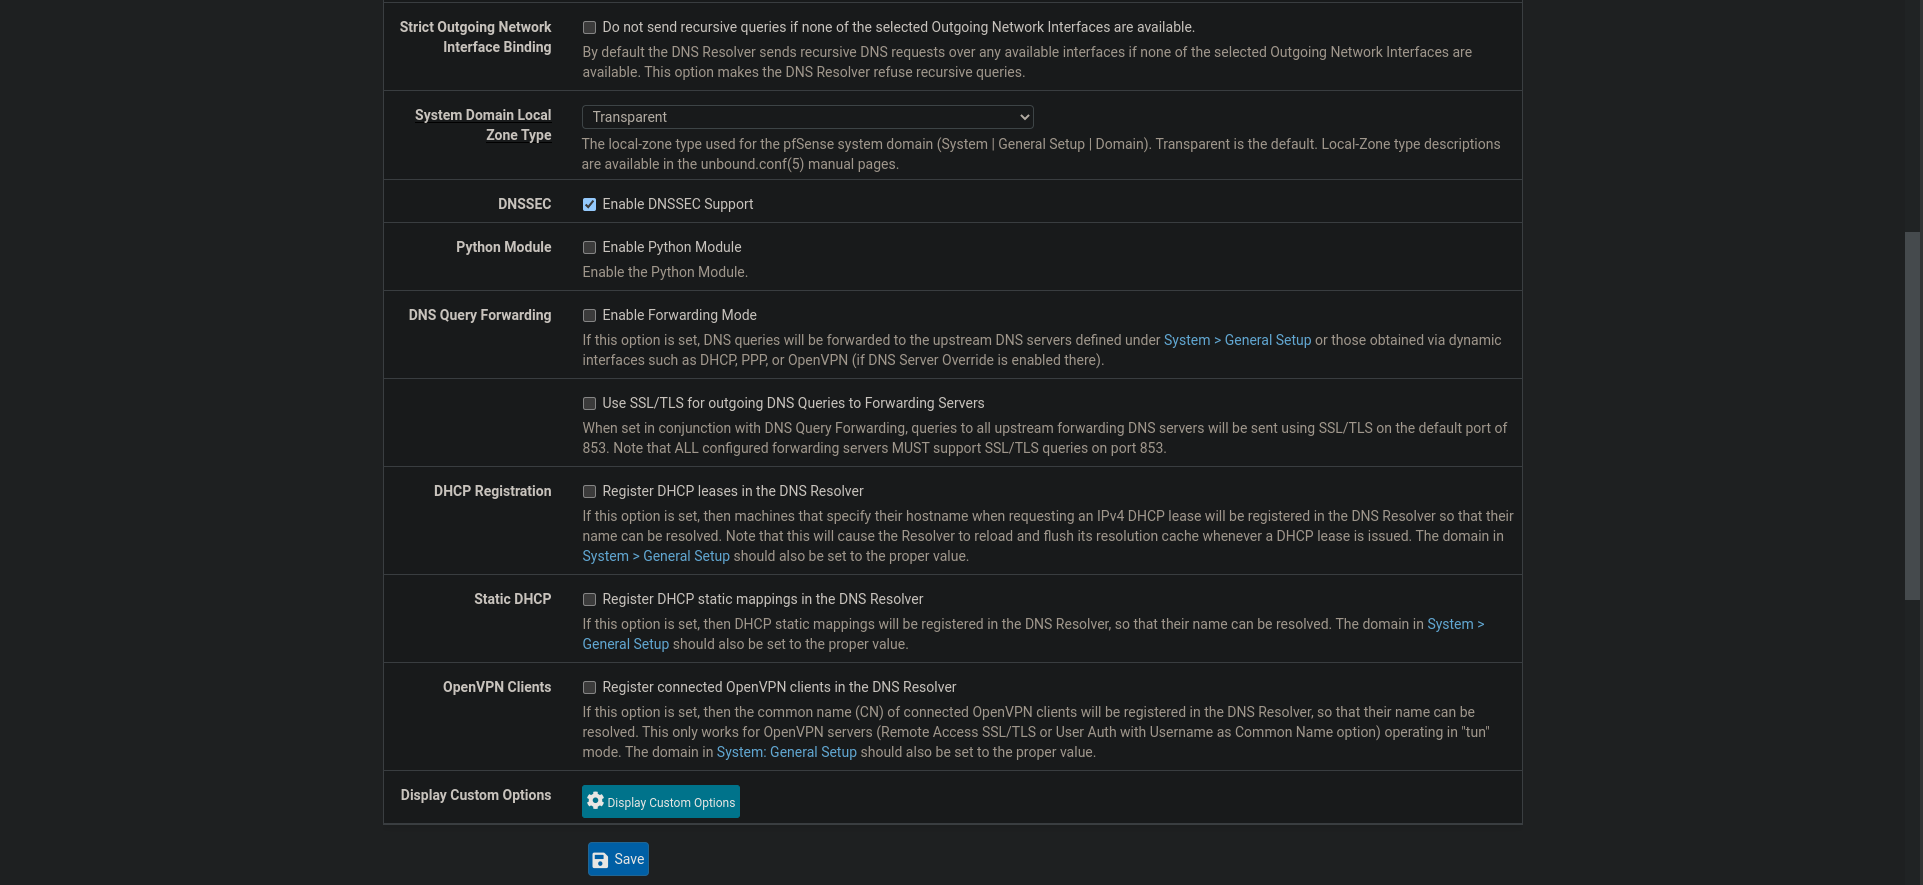 Strict Outgoing Network
Interface Binding
Do not send recursive queries if none of the selected Outgoing Network Interfaces are available.
By default the DNS Resolver sends recursive DNS requests over any available interfaces if none of the selected Outgoing Network Interfaces are
available. This option makes the DNS Resolver refuse recursive queries.
System Domain Local
Zone Type
Transparent
The local-zone type used for the pfSense system domain (System | General Setup | Domain). Transparent is the default. Local-Zone type descriptions
are available in the unbound.conf(5) manual pages.
DNSSEC
Enable DNSSEC Support
Python Module
Enable Python Module
Enable the Python Module.
DNS Query Forwarding
Enable Forwarding Mode
If this option is set, DNS queries will be forwarded to the upstream DNS servers defined under System > General Setup or those obtained via dynamic
interfaces such as DHCP, PPP, or OpenVPN (if DNS Server Override is enabled there).
Use SSL/TLS for outgoing DNS Queries to Forwarding Servers
When set in conjunction with DNS Query Forwarding, queries to all upstream forwarding DNS servers will be sent using SSL/TLS on the default port of
853. Note that ALL configured forwarding servers MUST support SSL/TLS queries on port 853.
DHCP Registration
Register DHCP leases in the DNS Resolver
If this option is set, then machines that specify their hostname when requesting an IPv4 DHCP lease will be registered in the DNS Resolver so that their
name can be resolved. Note that this will cause the Resolver to reload and flush its resolution cache whenever a DHCP lease is issued. The domain in
System > General Setup should also be set to the proper value.
Static DHCP
Register DHCP static mappings in the DNS Resolver
If this option is set, then DHCP static mappings will be registered in the DNS Resolver, so that their name can be resolved. The domain in System >
General Setup should also be set to the proper value.
OpenVPN Clients
Register connected OpenVPN clients in the DNS Resolver
If this option is set, then the common name (CN) of connected OpenVPN clients will be registered in the DNS Resolver, so that their name can be
resolved. This only works for OpenVPN servers (Remote Access SSL/TLS or User Auth with Username as Common Name option) operating in "tun"
mode. The domain in System: General Setup should also be set to the proper value.
Display Custom Options
Display Custom Options
Save